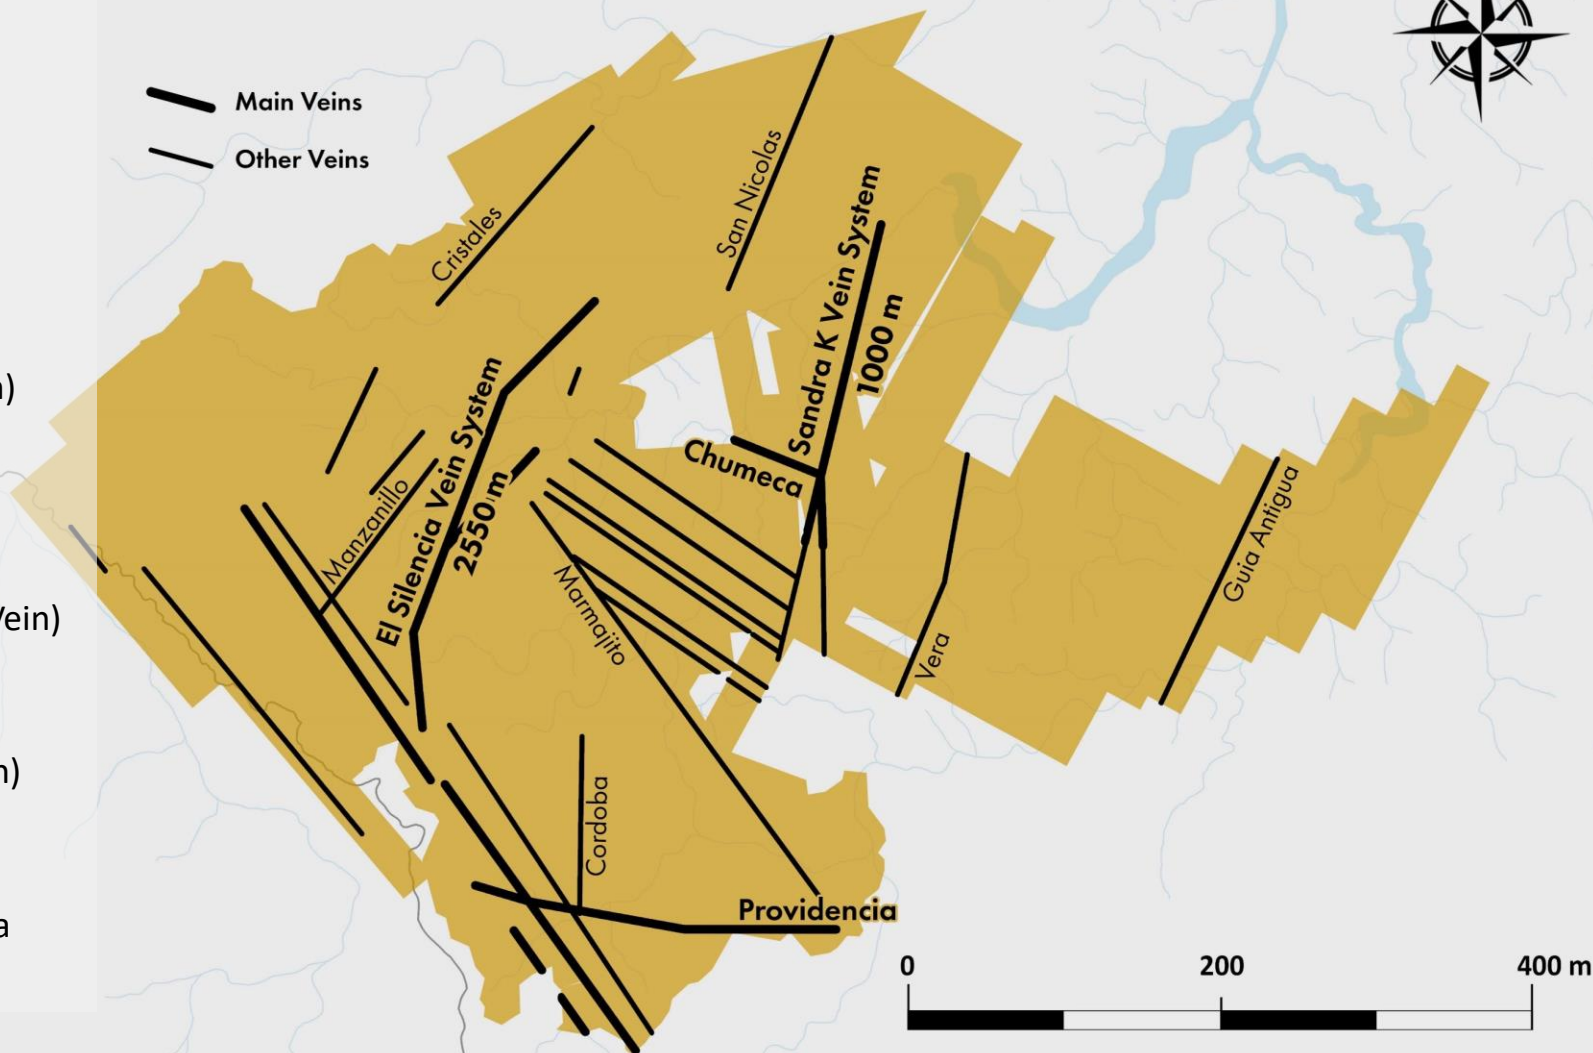 Main Veins
Other Veins
Cristales
San Nicolas
Sandra K Vein System
1000 m
El Silencia Vein System
2550 m
Chumeca
Manzanillo
Marmajito
Vera
Guia Antigua
Cordoba
Providencia
0 200 400 m
)
Vein)
)
a